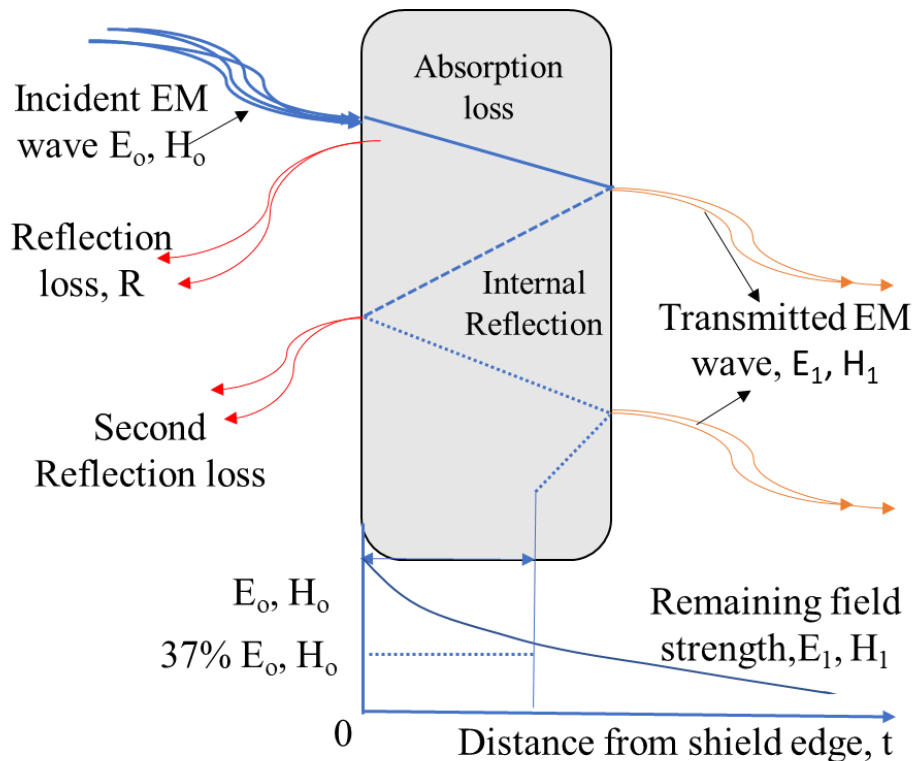 Absorption
loss
Incident EM
wave Eₒ, Hₒ
Reflection
loss, R
Internal
Reflection
Transmitted EM
wave, E₁, H₁
Second
Reflection loss
Eₒ, Hₒ
37% Eₒ, Hₒ
Remaining field
strength,E₁, H₁
0
Distance from shield edge, t